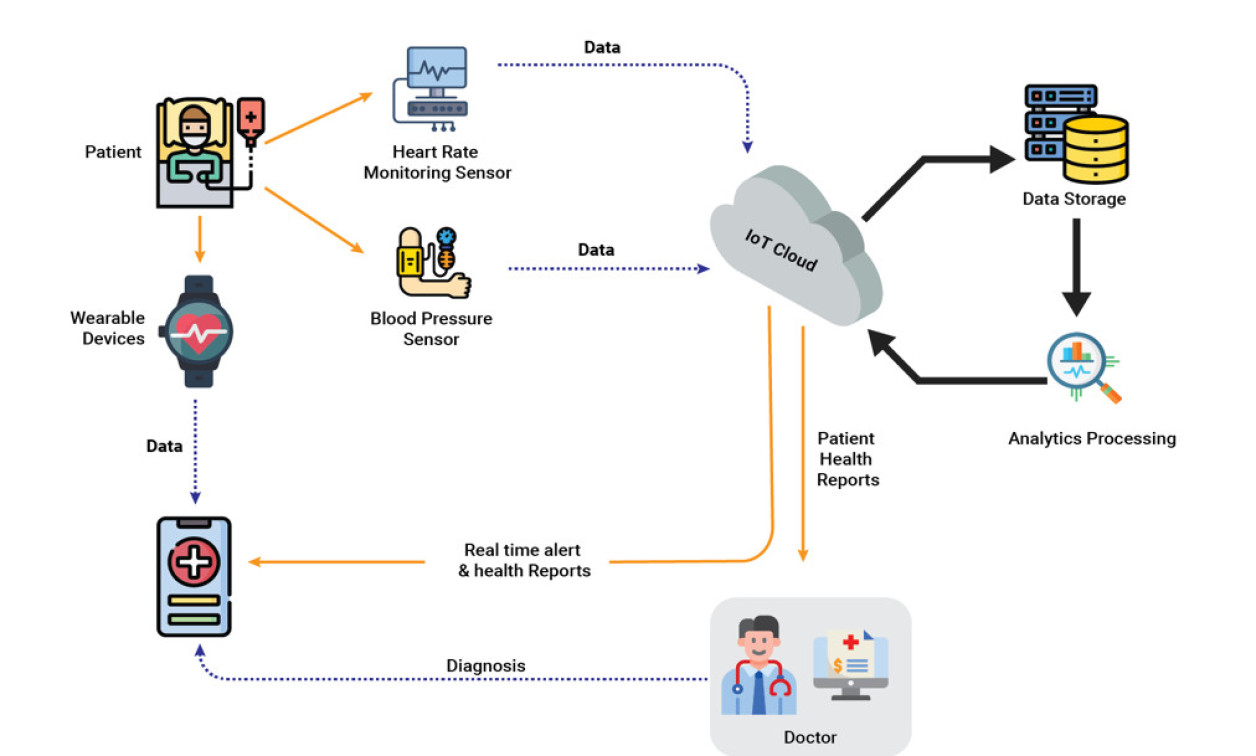 Data
Patient
Heart Rate
Monitoring Sensor
Data Storage
IoT Cloud
Data
Wearable
Devices
Blood Pressure
Sensor
Data
Patient
Health
Reports
Analytics Processing
Real time alert
& health Reports
Diagnosis
Doctor